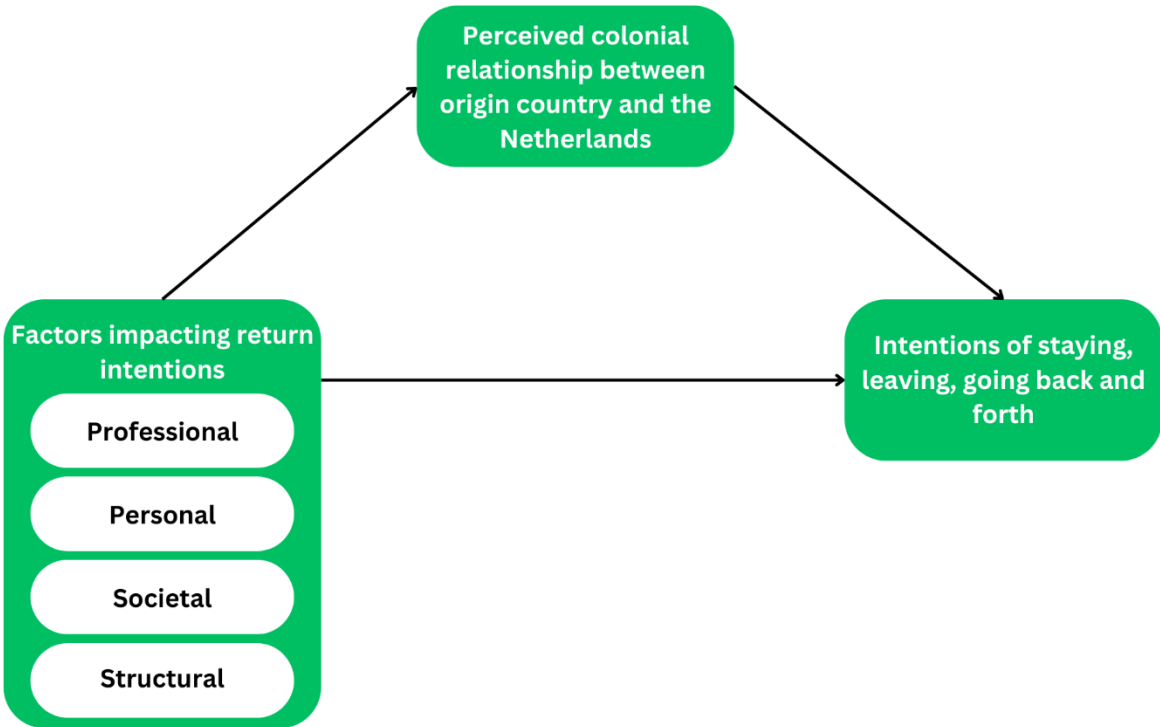 Perceived colonial
relationship between
origin country and the
Netherlands
Factors impacting return
intentions
Professional
Personal
Societal
Structural
Intentions of staying,
leaving, going back and
forth